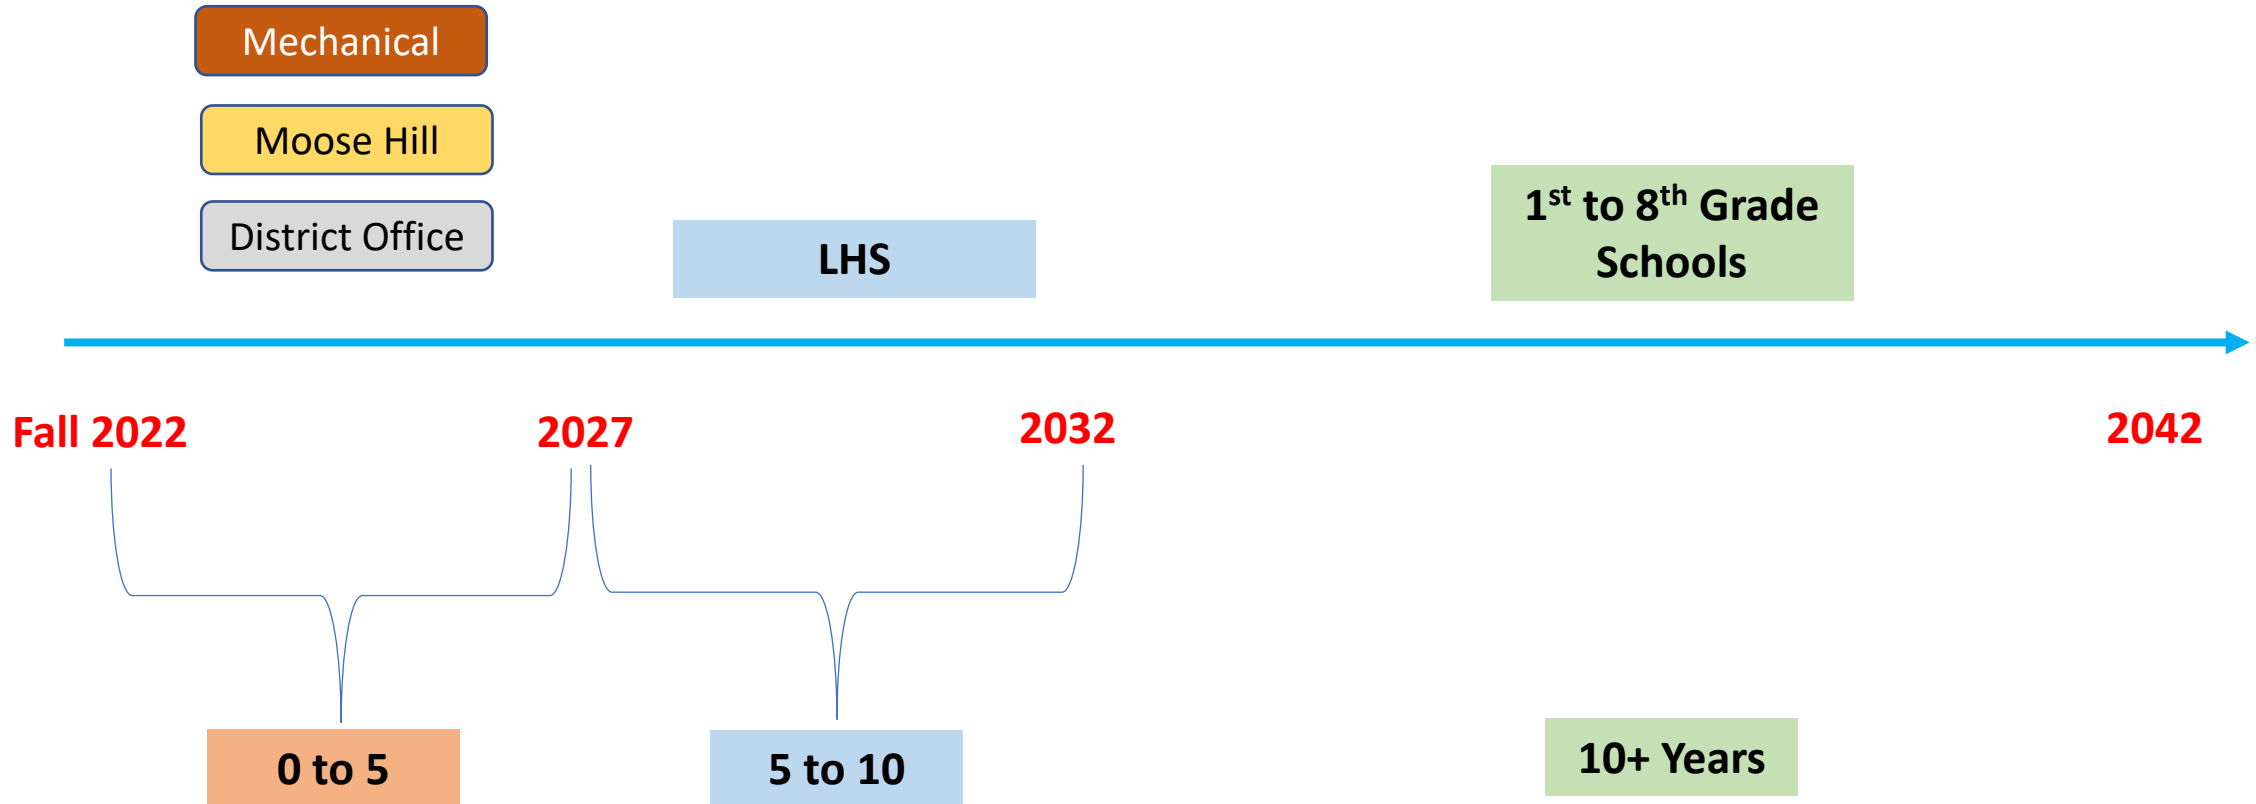 Mechanical
Moose Hill
District Office
LHS
1st to 8th Grade
Schools
Fall 2022
2027
2032
2042
0 to 5
5 to 10
10+ Years